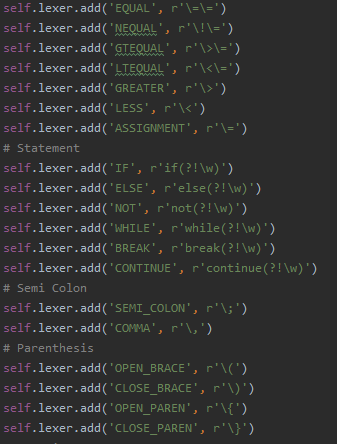 self.lexer.add('EQUAL', r'\=\=')
self.lexer.add('NEQUAL', r'\!\=')
self.lexer.add('GTEQUAL', r'\>\=')
self.lexer.add('LTEQUAL', r'\<\=')
self.lexer.add('GREATER', r'\>')
self.lexer.add('LESS', r'\<')
self.lexer.add('ASSIGNMENT', r'\=')
# Statement
self.lexer.add('IF', r'if(?!\w)')
self.lexer.add('ELSE', r'else(?!\w)')
self.lexer.add('NOT', r'not(?!\w)')
self.lexer.add('WHILE', r'while(?!\w)')
self.lexer.add('BREAK', r'break(?!\w)')
self.lexer.add('CONTINUE', r'continue(?!\w)')
# Semi Colon
self.lexer.add('SEMI_COLON', r'\;')
self.lexer.add('COMMA', r'\,')
# Parenthesis
self.lexer.add('OPEN_BRACE', r'\(')
self.lexer.add('CLOSE_BRACE', r'\)')
self.lexer.add('OPEN_PAREN', r'\{')
self.lexer.add('CLOSE_PAREN', r'\}')